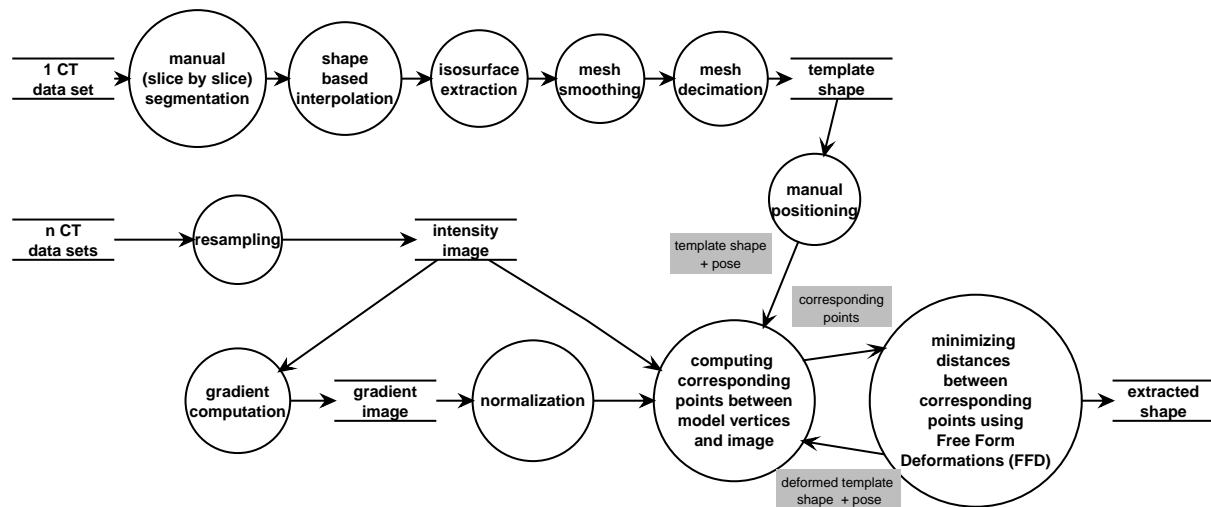 1 CT
data set
manual
(slice by slice)
segmentation
shape
based
interpolation
isosurface
extraction
mesh
smoothing
mesh
decimation
template
shape
manual
positioning
n CT
data sets
resampling
intensity
image
template shape
+ pose
corresponding
points
gradient
computation
gradient
image
normalization
computing
corresponding
points between
model vertices
and image
minimizing
distances
between
corresponding
points using
Free Form
Deformations (FFD)
extracted
shape
deformed template
shape + pose